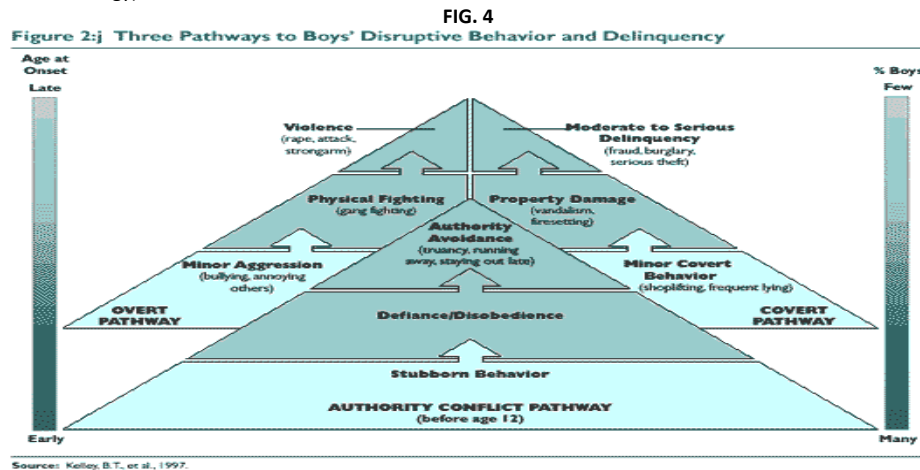 FIG. 4
Figure 2:j Three Pathways to Boys' Disruptive Behavior and Delinquency
Age at
Onset
Late
% Boys
Few
Violence
(rape, attack,
strongarm)
Moderate to Serious
Delinquency
(fraud, burglary,
serious theft)
Physical Fighting
(gang fighting)
Property Damage
(vandalism,
firesetting)
Authority
Avoidance
(truancy, running
away, staying out late)
Minor Aggression
(bullying, annoying
others)
Minor Covert
Behavior
(shoplifting, frequent lying)
OVERT
PATHWAY
COVERT
PATHWAY
Defiance/Disobedience
Stubborn Behavior
AUTHORITY CONFLICT PATHWAY
(before age 12)
Early
Many
Source: Kelley, B.T., et al., 1997.